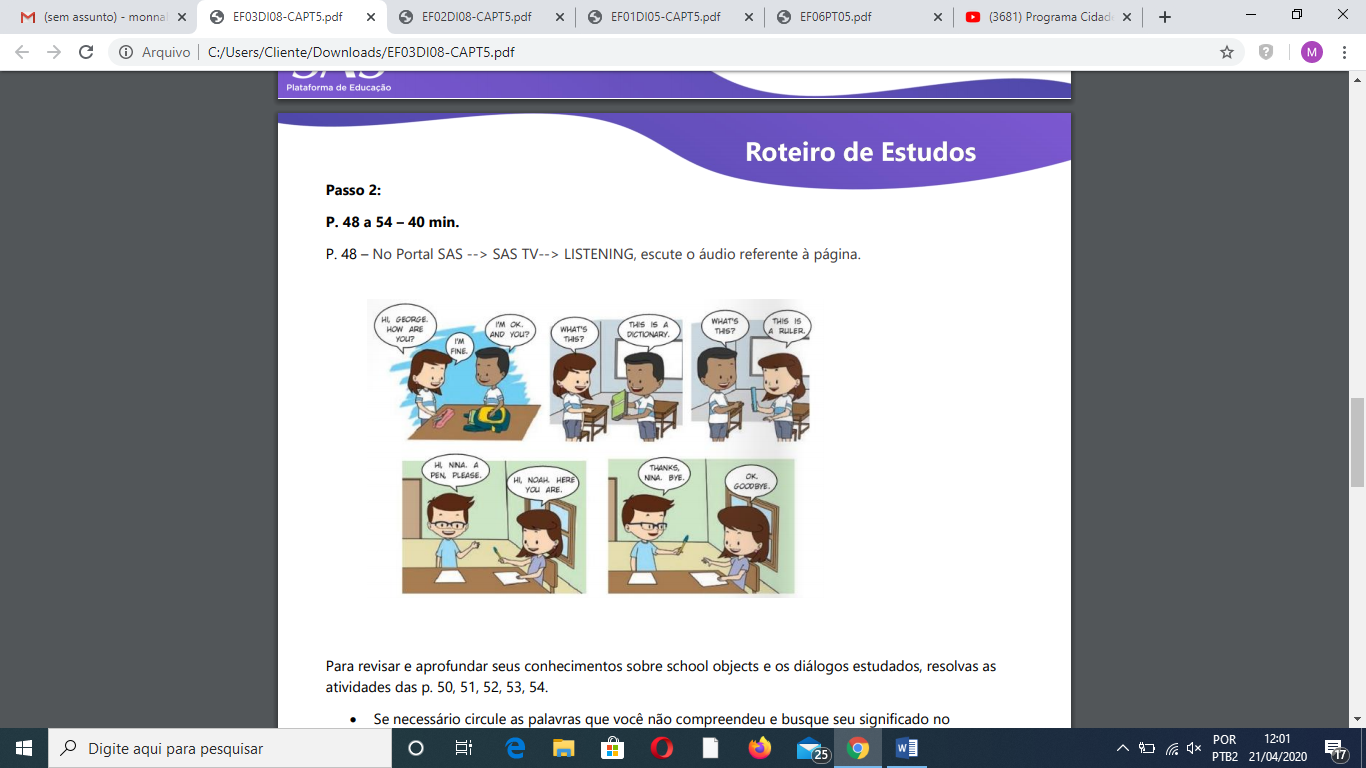 (sem assunto) - monnal
EF03DI08-CAPT5.pdf
EF02DI08-CAPT5.pdf
EF01DI05-CAPT5.pdf
EF06PT05.pdf
(3681) Programa Cidad
Arquivo
C:/Users/Cliente/Downloads/EF03DI08-CAPT5.pdf
M
SAS
Plataforma de Educação
Roteiro de Estudos
Passo 2:
P. 48 a 54 – 40 min.
P. 48 – No Portal SAS --> SAS TV--> LISTENING, escute o áudio referente à página.
HI, GEORGE.
HOW ARE
YOU?
I'M
FINE.
I'M OK.
AND YOU?
WHAT'S
THIS?
THIS IS A
DICTIONARY.
WHAT'S
THIS?
THIS IS
A RULER.
HI, NINA. A
PEN, PLEASE.
HI, NOAH. HERE
YOU ARE.
THANKS,
NINA. BYE.
OK.
GOODBYE.
Para revisar e aprofundar seus conhecimentos sobre school objects e os diálogos estudados, resolvas as
atividades das p. 50, 51, 52, 53, 54.
• Se necessário circule as palavras que você não compreendeu e busque seu significado no
Digite aqui para pesquisar
25
POR
PTB2
12:01
21/04/2020
17